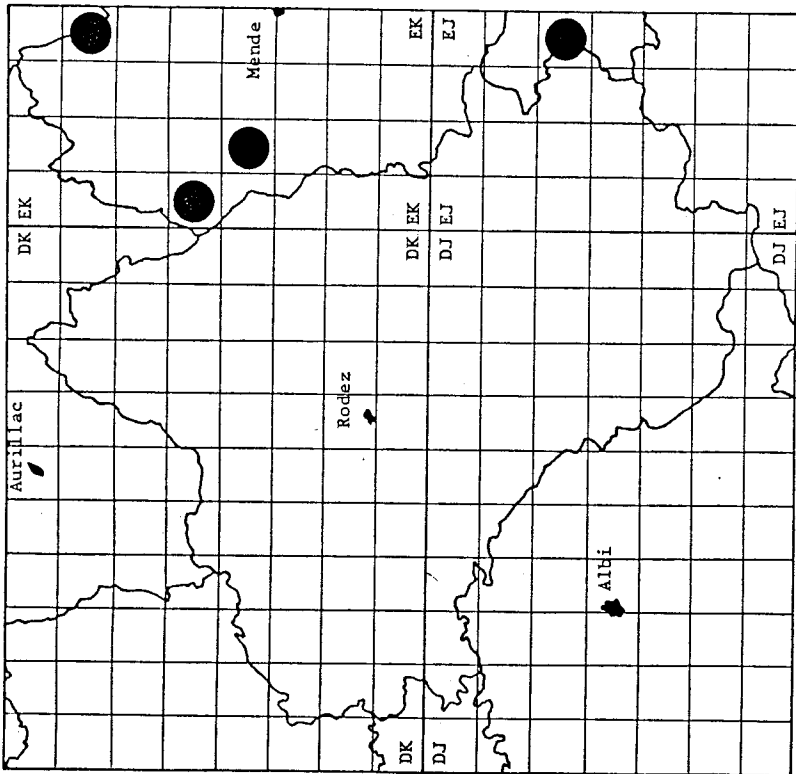 Aurillac
Mende
Rodez
Albi
DK EK
EK
EJ
DK EK
DJ EJ
DJ EJ
DK
DJ